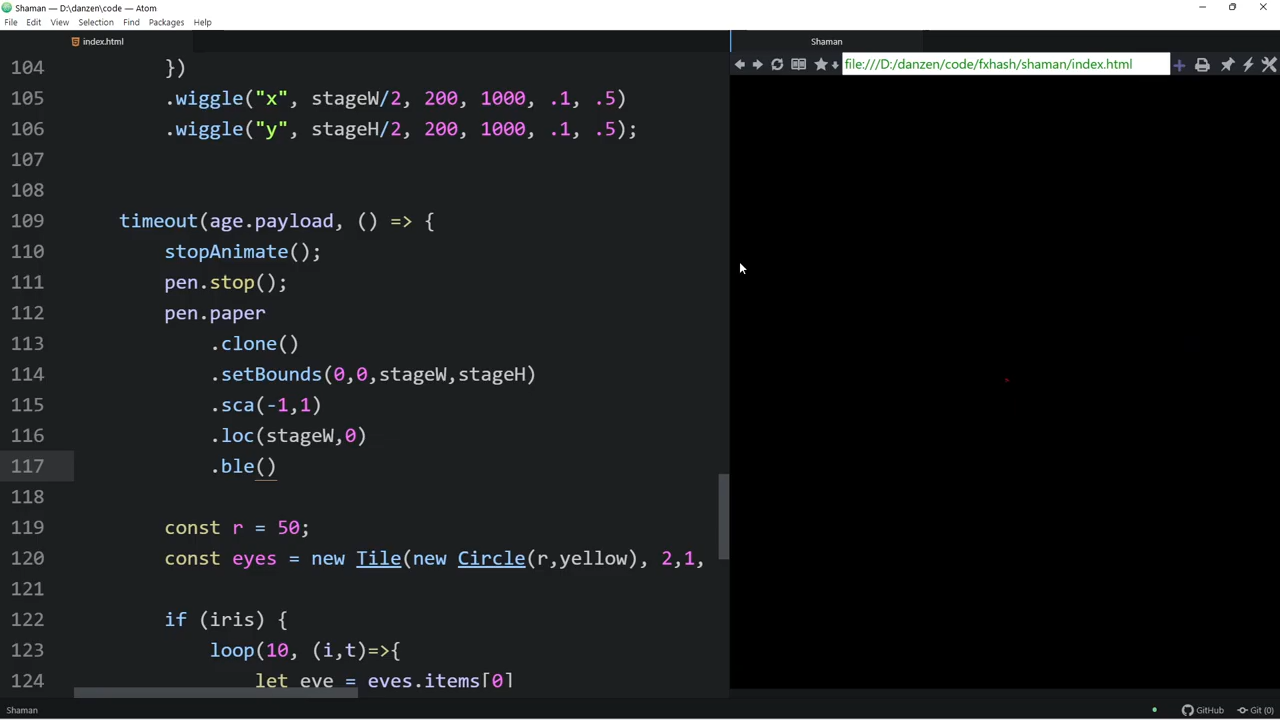 Shaman — D:\danzen\code — Atom
File Edit View Selection Find Packages Help
index.html
Shaman
file:///D:/danzen/code/fxhash/shaman/index.html
104 })
105 .wiggle("x", stageW/2, 200, 1000, .1, .5)
106 .wiggle("y", stageH/2, 200, 1000, .1, .5);
107
108
109 timeout(age.payload, () => {
110 stopAnimate();
111 pen.stop();
112 pen.paper
113 .clone()
114 .setBounds(0,0,stageW,stageH)
115 .sca(-1,1)
116 .loc(stageW,0)
117 .ble()
118
119 const r = 50;
120 const eyes = new Tile(new Circle(r,yellow), 2,1,
121
122 if (iris) {
123 loop(10, (i,t)=>{
124 let eye = eyes.items[0]
Shaman
GitHub
Git (0)